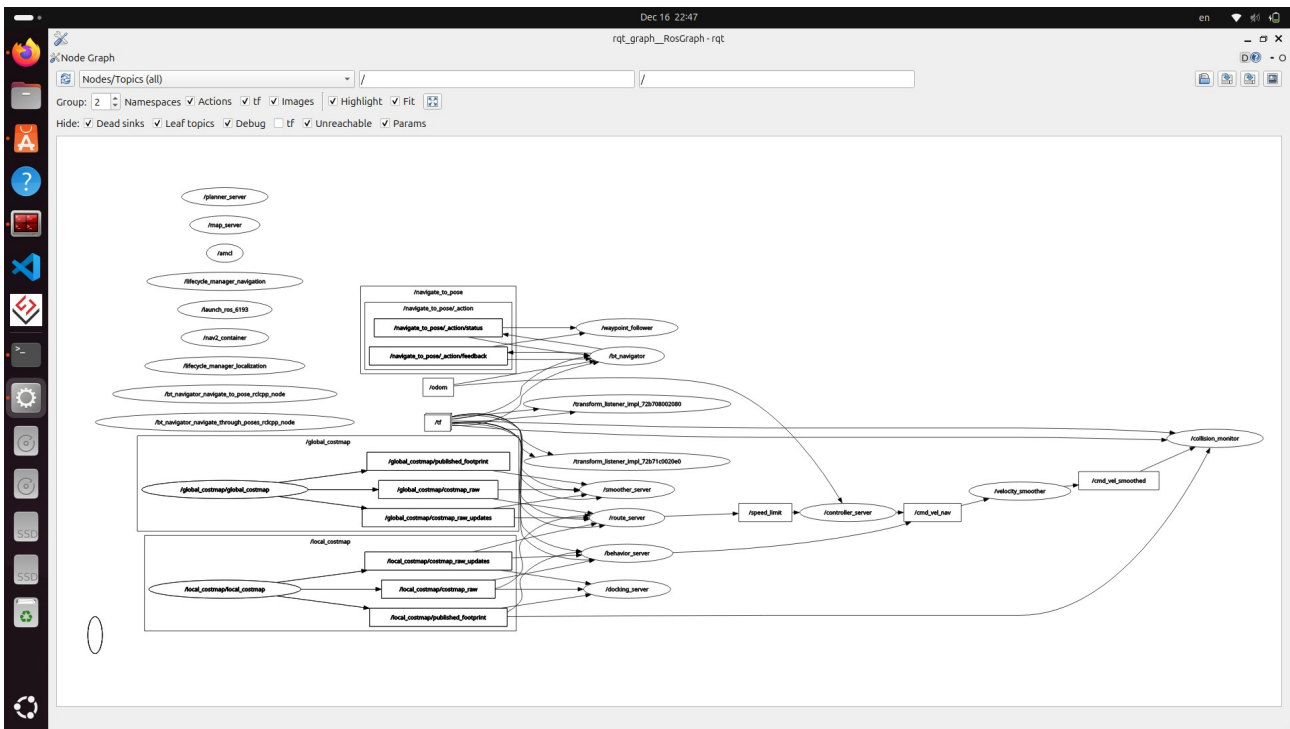 Dec 16 22:47
en
rqt_graph__RosGraph - rqt
Node Graph
D
- O
Nodes/Topics (all)
/
/
Group: 2 Namespaces Actions tf Images Highlight Fit
Hide: Dead sinks Leaf topics Debug tf Unreachable Params
/planner_server
/map_server
/amcl
/lifecycle_manager_navigation
/launch_ros_6193
/nav2_container
/lifecycle_manager_localization
/bt_navigator_navigate_to_pose_rclcpp_node
/bt_navigator_navigate_through_poses_rclcpp_node
/navigate_to_pose
/navigate_to_pose/_action
/navigate_to_pose/_action/status
/navigate_to_pose/_action/feedback
/waypoint_follower
/bt_navigator
/odom
/tf
/transform_listener_impl_72b708002080
/transform_listener_impl_72b71c0020e0
/collision_monitor
/global_costmap
/global_costmap/global_costmap
/global_costmap/published_footprint
/global_costmap/costmap_raw
/global_costmap/costmap_raw_updates
/smoother_server
/route_server
/speed_limit
/controller_server
/cmd_vel_nav
/velocity_smoother
/cmd_vel_smoothed
/local_costmap
/local_costmap/local_costmap
/local_costmap/costmap_raw_updates
/local_costmap/costmap_raw
/local_costmap/published_footprint
/behavior_server
/docking_server
SSD
SSD